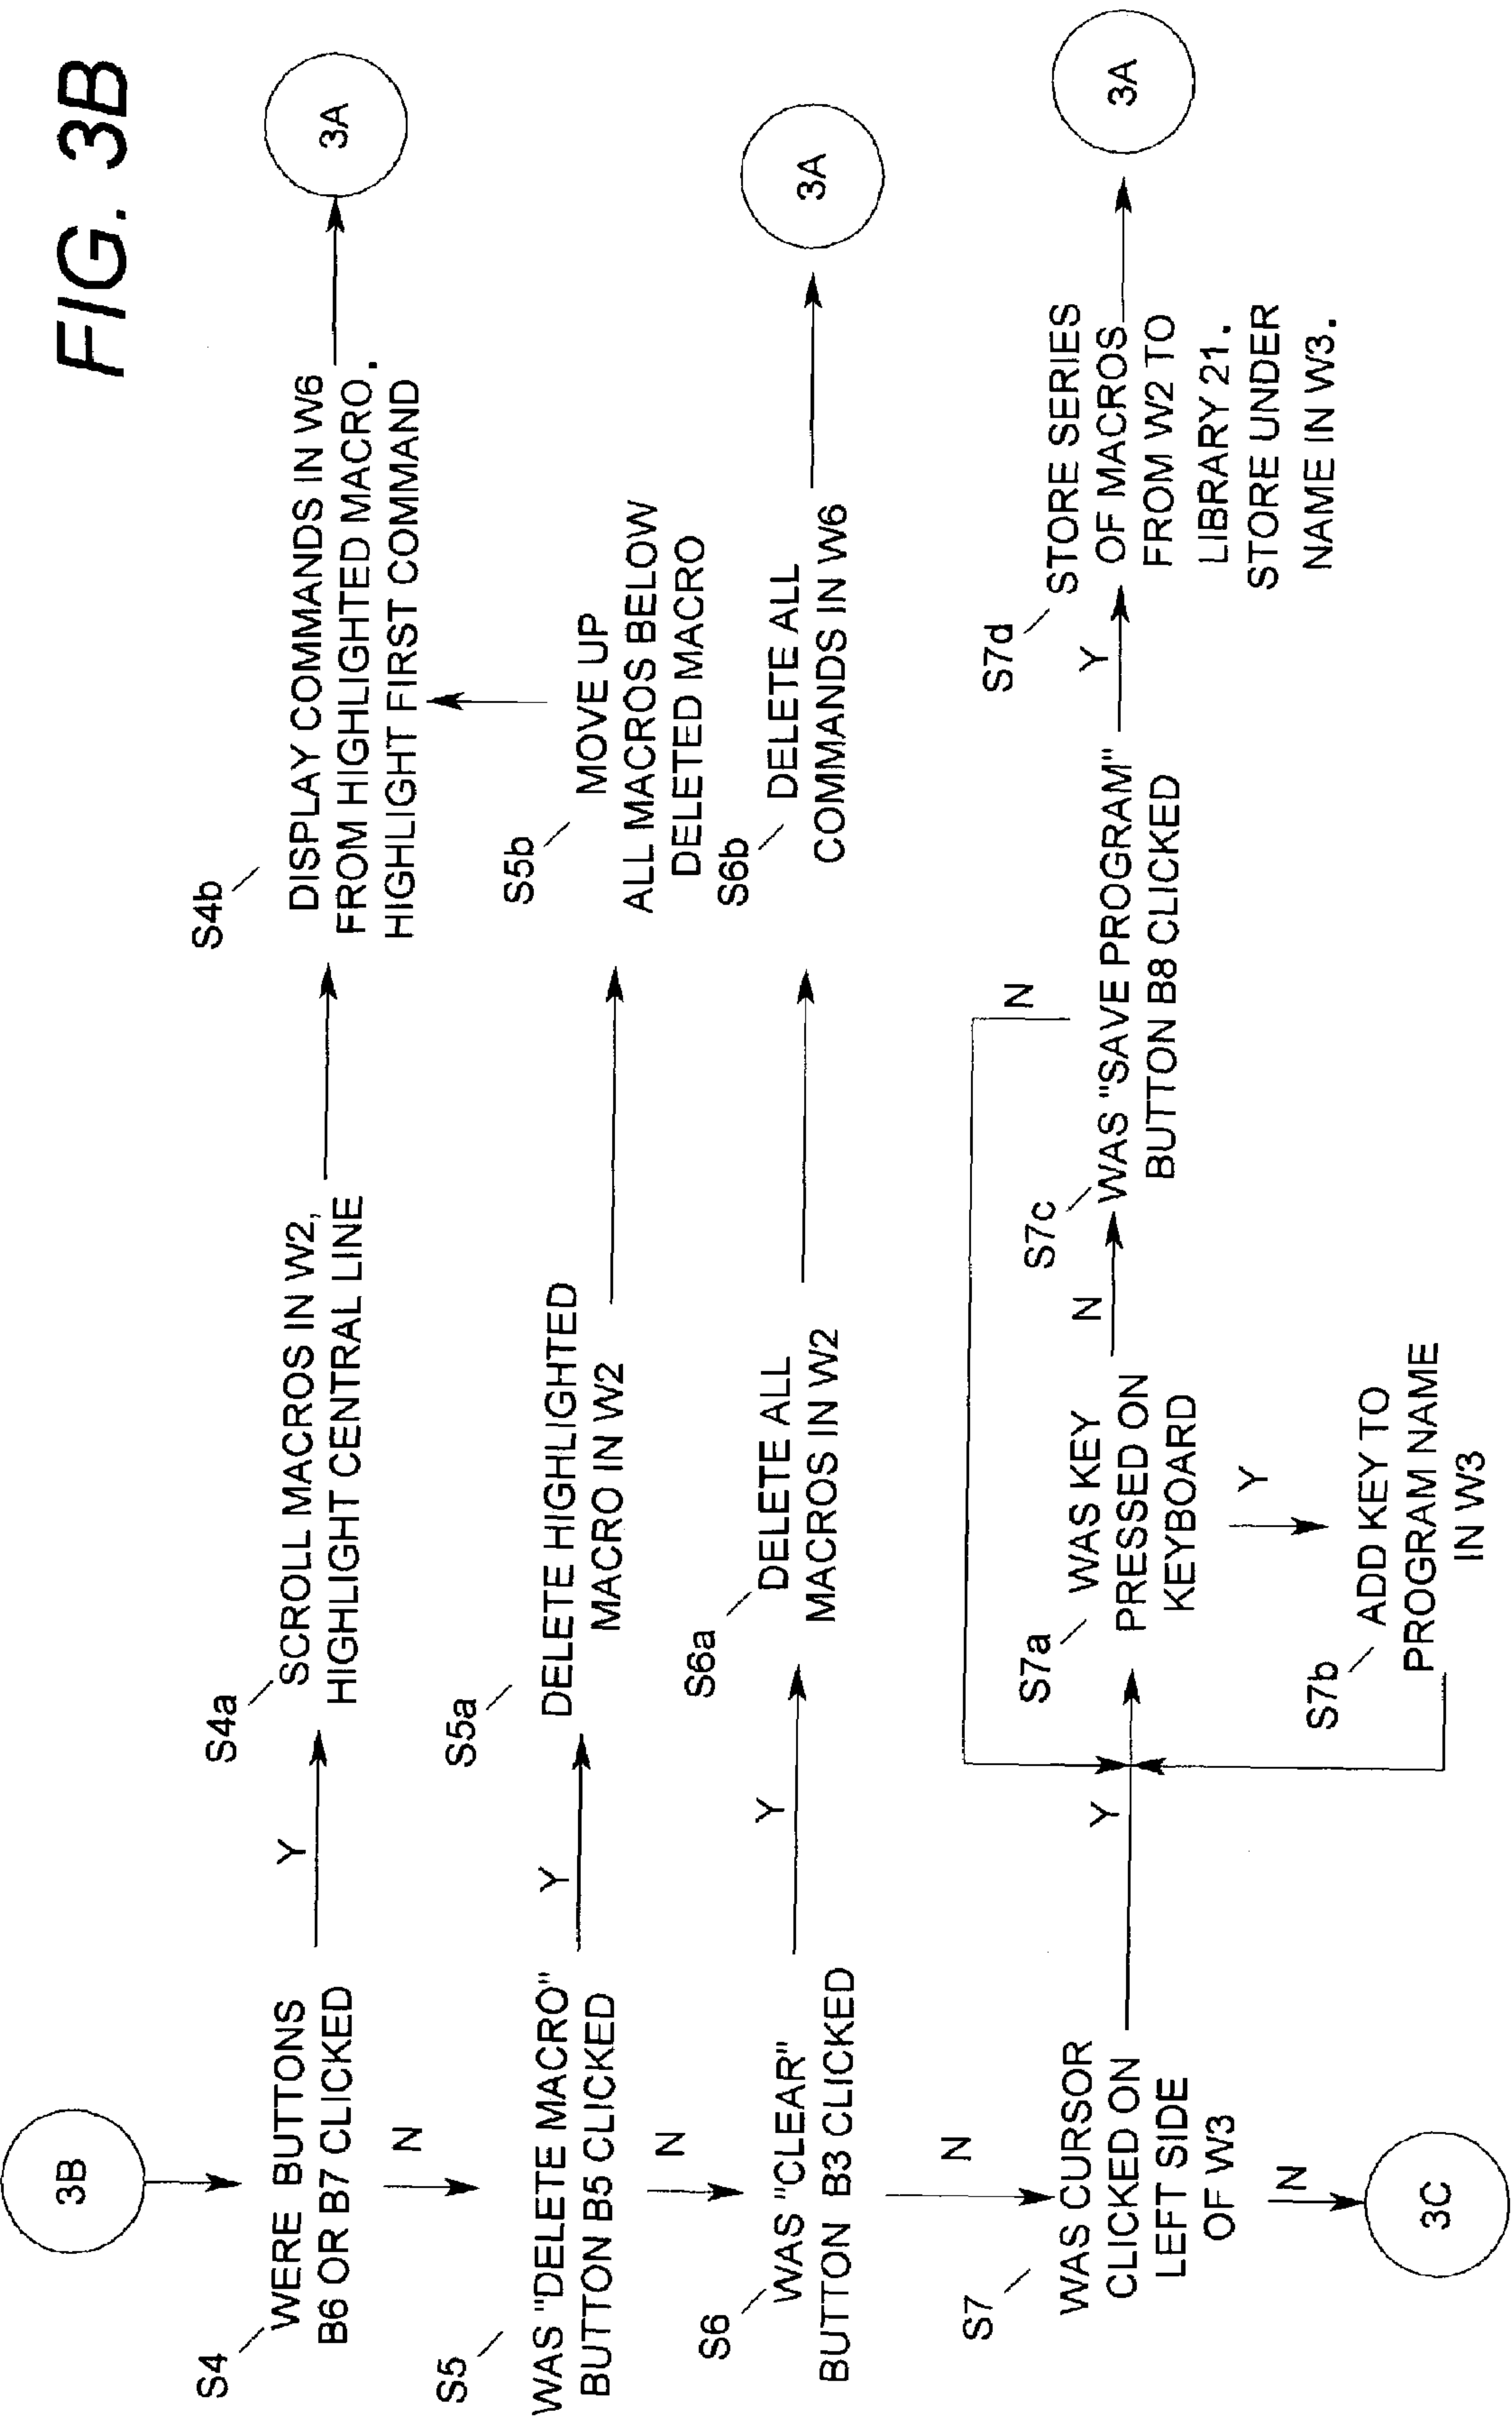 FIG. 3B
3B
S4
WERE BUTTONS
B6 OR B7 CLICKED
Y
S4a
SCROLL MACROS IN W2,
HIGHLIGHT CENTRAL LINE
S4b
DISPLAY COMMANDS IN W6
FROM HIGHLIGHTED MACRO.
HIGHLIGHT FIRST COMMAND
3A
N
S5
WAS "DELETE MACRO"
BUTTON B5 CLICKED
Y
S5a
DELETE HIGHLIGHTED
MACRO IN W2
S5b
MOVE UP
ALL MACROS BELOW
DELETED MACRO
N
S6
WAS "CLEAR"
BUTTON B3 CLICKED
Y
S6a
DELETE ALL
MACROS IN W2
S6b
DELETE ALL
COMMANDS IN W6
3A
N
S7
WAS CURSOR
CLICKED ON
LEFT SIDE
OF W3
Y
S7a
WAS KEY
PRESSED ON
KEYBOARD
N
S7c
WAS "SAVE PROGRAM"
BUTTON B8 CLICKED
N
Y
S7d
STORE SERIES
OF MACROS
FROM W2 TO
LIBRARY 21.
STORE UNDER
NAME IN W3.
3A
Y
S7b
ADD KEY TO
PROGRAM NAME
IN W3
N
3C